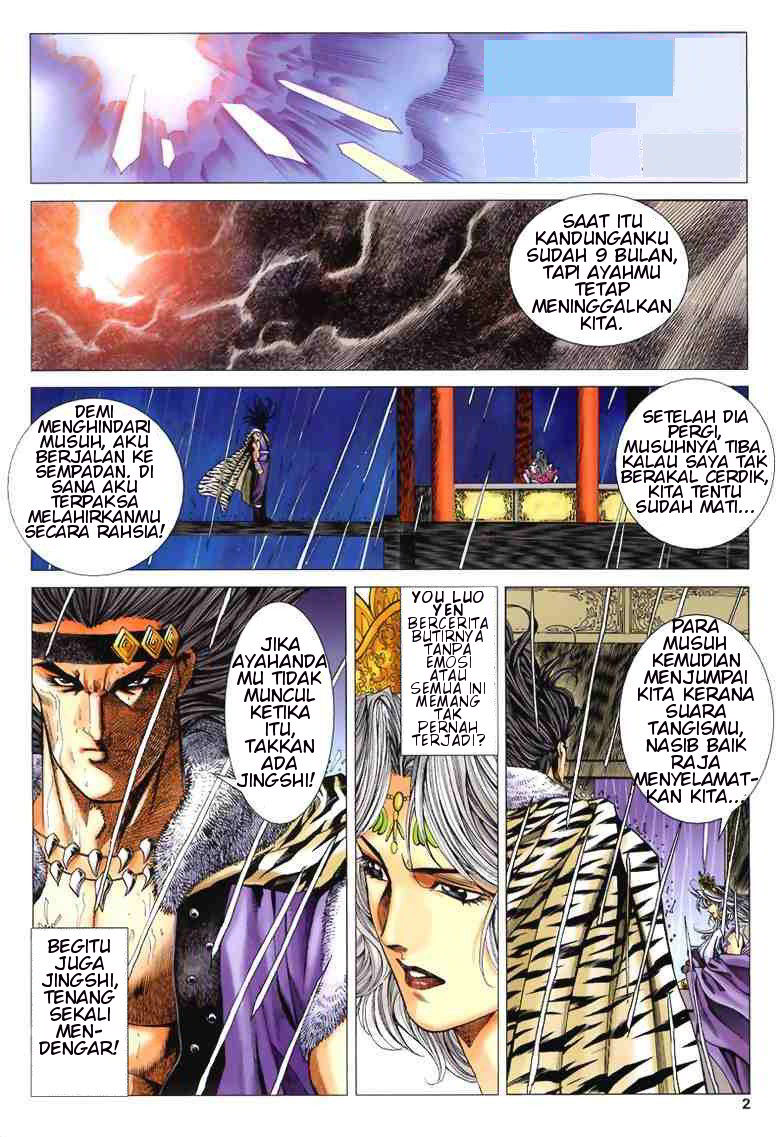 SAAT ITU
KANDUNGANKU
SUDAH 9 BULAN,
TAPI AYAHMU
TETAP
MENINGGALKAN
KITA.
SETELAH DIA
PERGI,
MUSUHNYA TIBA.
KALAU SAYA TAK
BERAKAL CERDIK,
KITA TENTU
SUDAH MATI...
DEMI
MENGHINDARI
MUSUH, AKU
BERJALAN KE
SEMPADAN. DI
SANA AKU
TERPAKSA
MELAHIRKANMU
SECARA RAHSIA!
PARA
MUSUH
KEMUDIAN
MENJUMPAI
KITA KERANA
SUARA
TANGISMU,
NASIB BAIK
RAJA
MENYELAMAT-
KAN KITA...
YOU LUO
YEN
BERCERITA
BUTIRNYA
TANPA
EMOSI
ATAU
SEMUA INI
MEMANG
TAK
PERNAH
TERJADI?
JIKA
AYAHANDA
MU TIDAK
MUNCUL
KETIKA
ITU,
TAKKAN
ADA
JINGSHI!
BEGITU
JUGA
JINGSHI,
TENANG
SEKALI
MEN-
DENGAR!
2